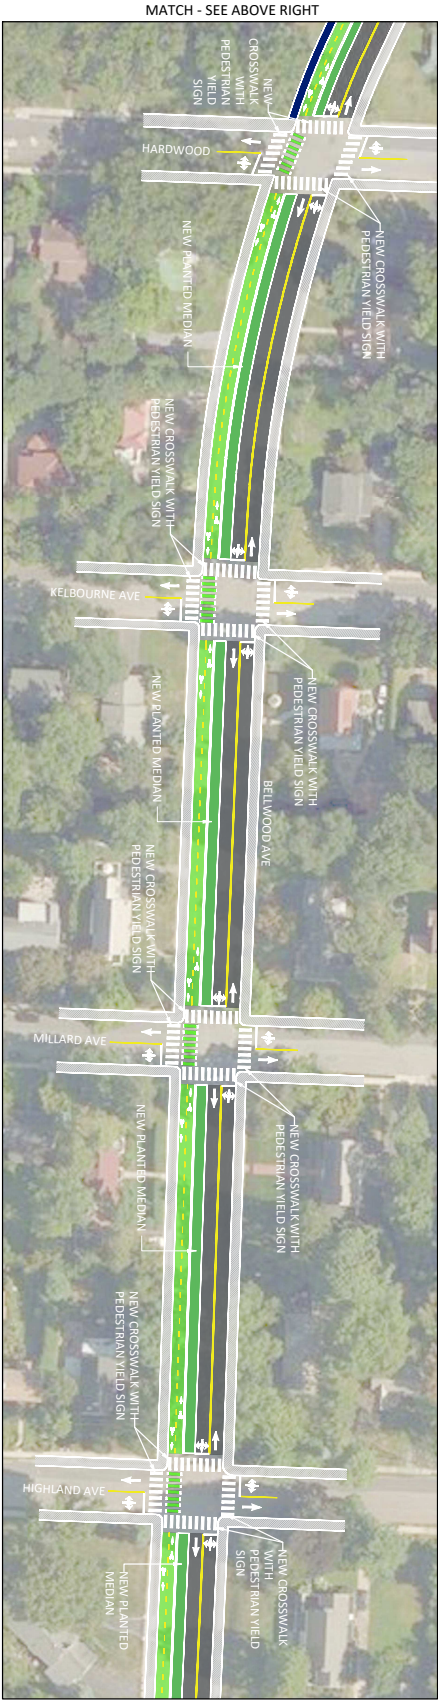 MATCH - SEE ABOVE RIGHT
NEW
CROSSWALK
WITH
PEDESTRIAN
YIELD
SIGN
HARDWOOD
NEW CROSSWALK WITH
PEDESTRIAN YIELD SIGN
NEW PLANTED
MEDIAN
NEW CROSSWALK WITH
PEDESTRIAN YIELD SIGN
KELBOURNE AVE
NEW CROSSWALK WITH
PEDESTRIAN YIELD SIGN
NEW PLANTED
MEDIAN
BELLWOOD AVE
NEW CROSSWALK WITH
PEDESTRIAN YIELD SIGN
MILLARD AVE
NEW CROSSWALK WITH
PEDESTRIAN YIELD SIGN
NEW PLANTED
MEDIAN
NEW CROSSWALK WITH
PEDESTRIAN YIELD SIGN
HIGHLAND AVE
NEW CROSSWALK
WITH
PEDESTRIAN YIELD
SIGN
NEW PLANTED
MEDIAN